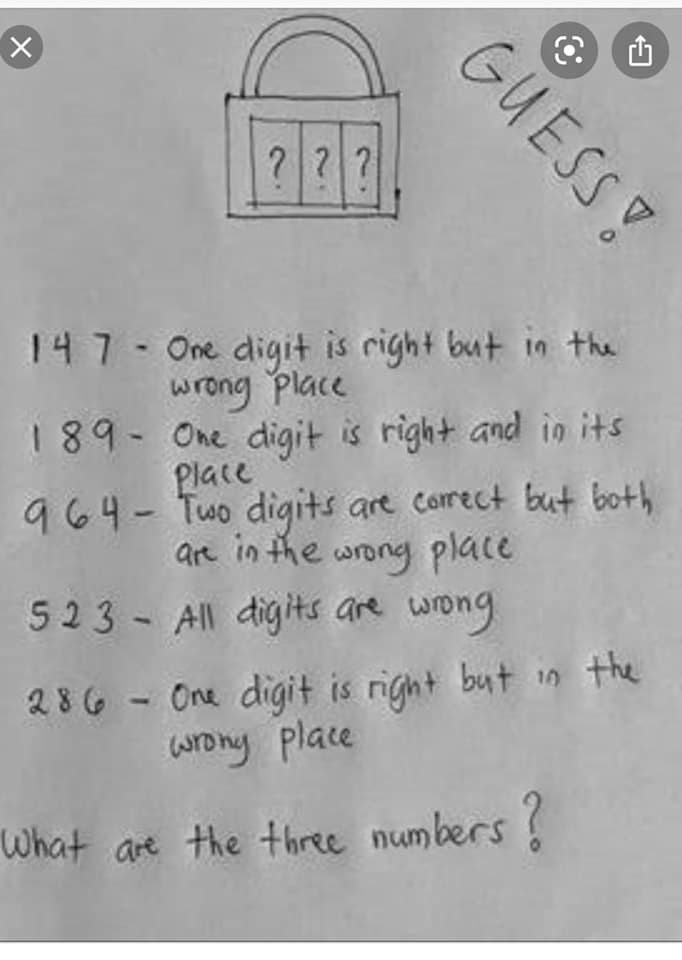 GUESS!
? ? ?
147 - One digit is right but in the
wrong place
189 - One digit is right and in its
place
964 - Two digits are correct but both
are in the wrong place
523 - All digits are wrong
286 - One digit is right but in the
wrong place
What are the three numbers?